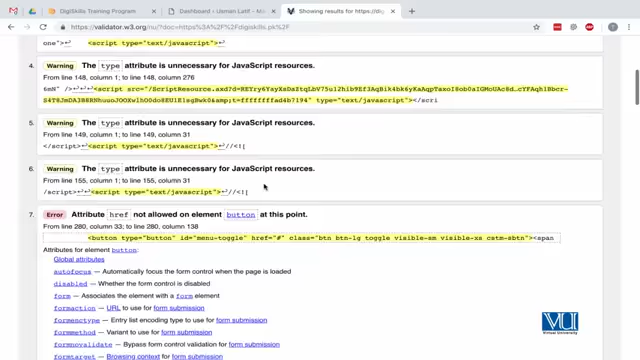 DigiSkills Training Program
Dashboard - Usman Latif - M
Showing results for https://di
https://validator.w3.org/nu/?doc=https%3A%2F%2Fdigiskills.pk%2F
one">↩ <script type="text/javascript">↩
4. Warning The type attribute is unnecessary for JavaScript resources.
From line 148, column 1; to line 148, column 276
5. Warning The type attribute is unnecessary for JavaScript resources.
From line 149, column 1; to line 149, column 31
</script>↩<script type="text/javascript">↩//<![
6. Warning The type attribute is unnecessary for JavaScript resources.
From line 155, column 1; to line 155, column 31
/script>↩↩<script type="text/javascript">↩//<![
7. Error Attribute href not allowed on element button at this point.
From line 280, column 33; to line 280, column 138
<button type="button" id="menu-toggle" href="#" class="btn btn-lg toggle visible-sm visible-xs cstm-sbtn"><span
Attributes for element button:
Global attributes
autofocus — Automatically focus the form control when the page is loaded
disabled — Whether the form control is disabled
form — Associates the element with a form element
formaction — URL to use for form submission
formenctype — Entry list encoding type to use for form submission
formmethod — Variant to use for form submission
formnovalidate — Bypass form control validation for form submission
formtarget — Browsing context for form submission
VU
Virtual University